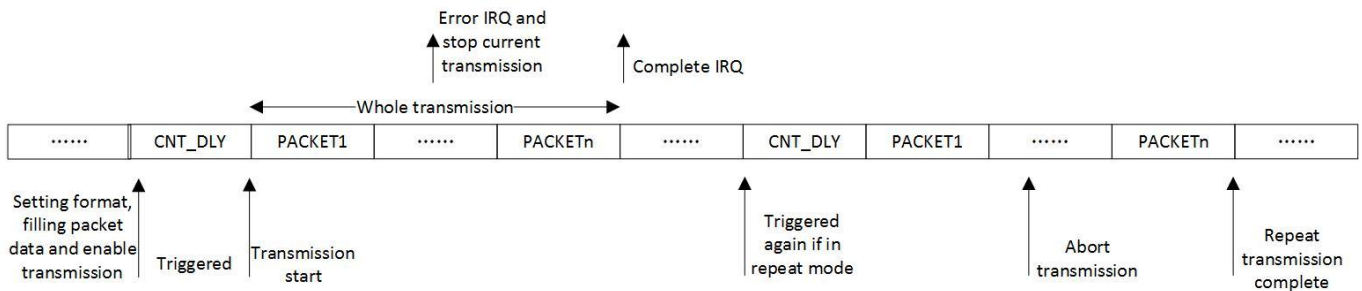 Error IRQ and
stop current
transmission
Complete IRQ
Whole transmission
...... CNT_DLY PACKET1 ...... PACKETn ...... CNT_DLY PACKET1 ...... PACKETn ......
Setting format,
filling packet
data and enable
transmission
Triggered
Transmission
start
Triggered
again if in
repeat mode
Abort
transmission
Repeat
transmission
complete